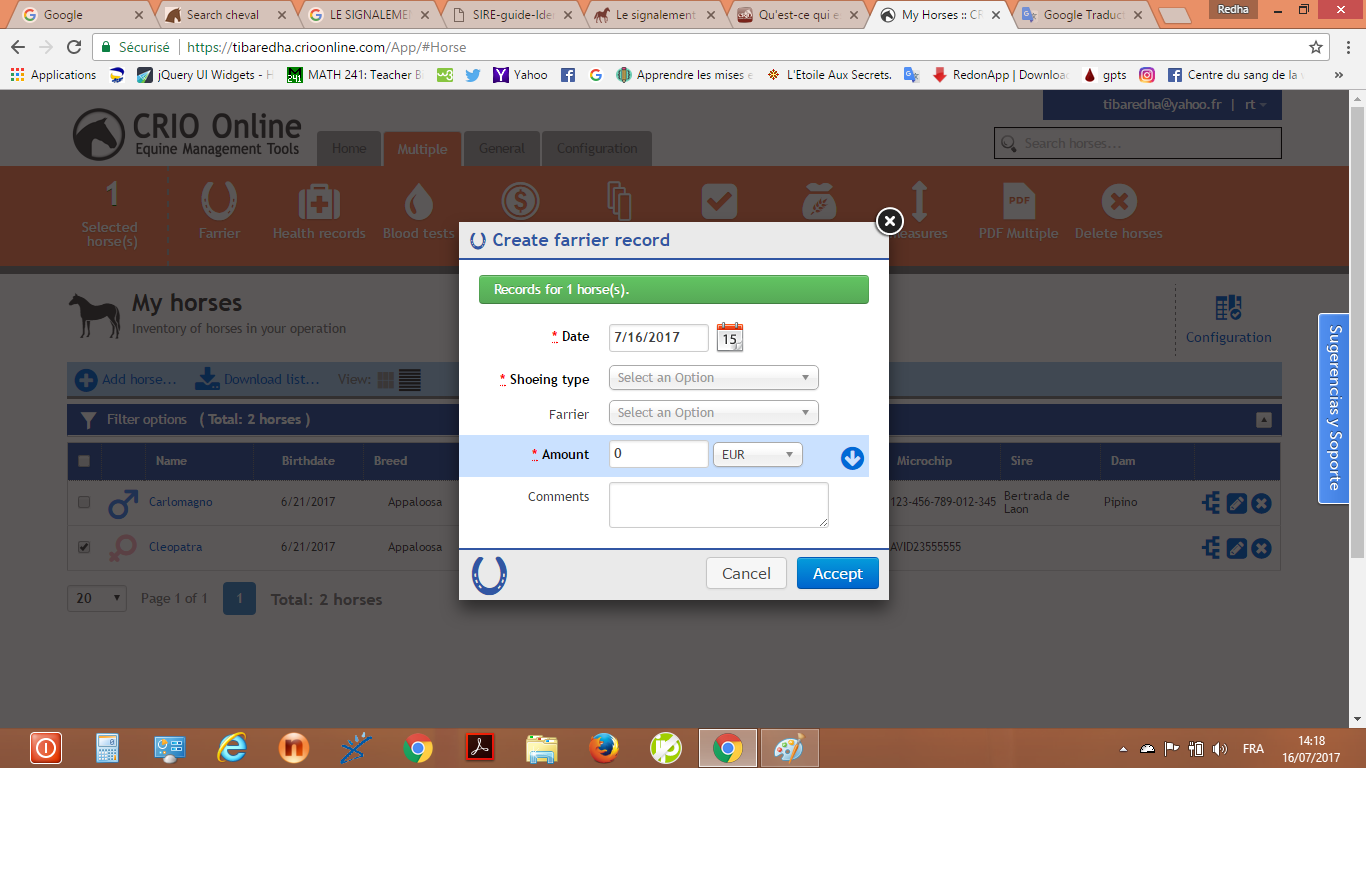 Google
Search cheval
LE SIGNALEMEN
SIRE-guide-Ide
Le signalement
Qu'est-ce qui e
My Horses :: C
Google Traduct
Redha
Sécurisé
https://tibaredha.crioonline.com/App/#Horse
Applications
jQuery UI Widgets - H
MATH 241: Teacher B
Yahoo
Apprendre les mises e
L'Etoile Aux Secrets.
RedonApp | Downloa
gpts
Centre du sang de la
»
tibaredha@yahoo.fr | rt
CRIO Online
Equine Management Tools
Home
Multiple
General
Configuration
Search horses...
1
Selected
horse(s)
Farrier
Health records
Blood tests
PDF
PDF Multiple
Delete horses
Create farrier record
Records for 1 horse(s).
* Date
7/16/2017
15
* Shoeing type
Select an Option
Farrier
Select an Option
* Amount
0
EUR
Comments
Cancel
Accept
My horses
Inventory of horses in your operation
Configuration
Sugerencias y Soporte
Add horse...
Download list...
View:
Filter options ( Total: 2 horses )
Name Birthdate Breed Microchip Sire Dam
Carlomagno 6/21/2017 Appaloosa 123-456-789-012-345 Bertrada de Laon Pipino
Cleopatra 6/21/2017 Appaloosa AVID23555555
20
Page 1 of 1
1
Total: 2 horses
FRA
14:18
16/07/2017